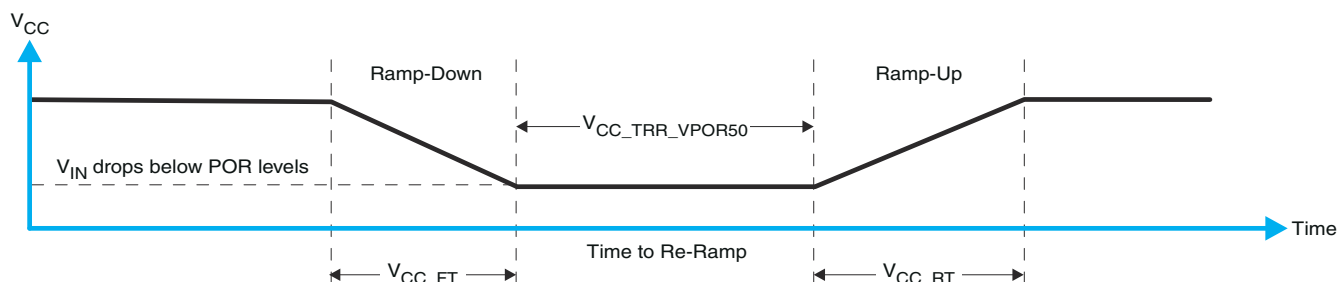 VCC
Ramp-Down
Ramp-Up
VCC_TRR_VPOR50
VIN drops below POR levels
Time
Time to Re-Ramp
VCC_FT
VCC_RT